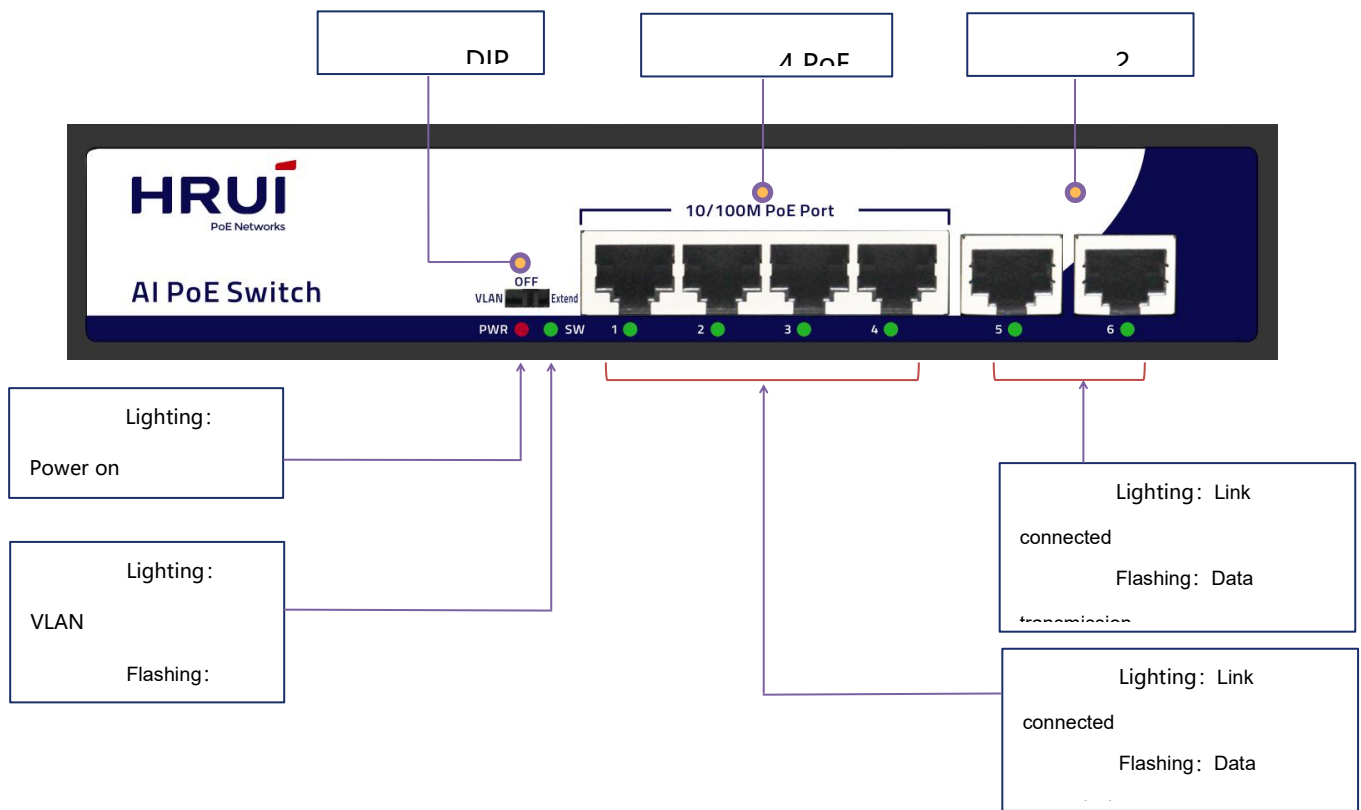 DIP
4 PoE
2
HRUI
PoE Networks
10/100M PoE Port
AI PoE Switch
OFF
VLAN Extend
PWR SW 1 2 3 4 5 6
Lighting:
Power on
Lighting:
VLAN
Flashing:
Lighting: Link
connected
Flashing: Data
transmission
Lighting: Link
connected
Flashing: Data